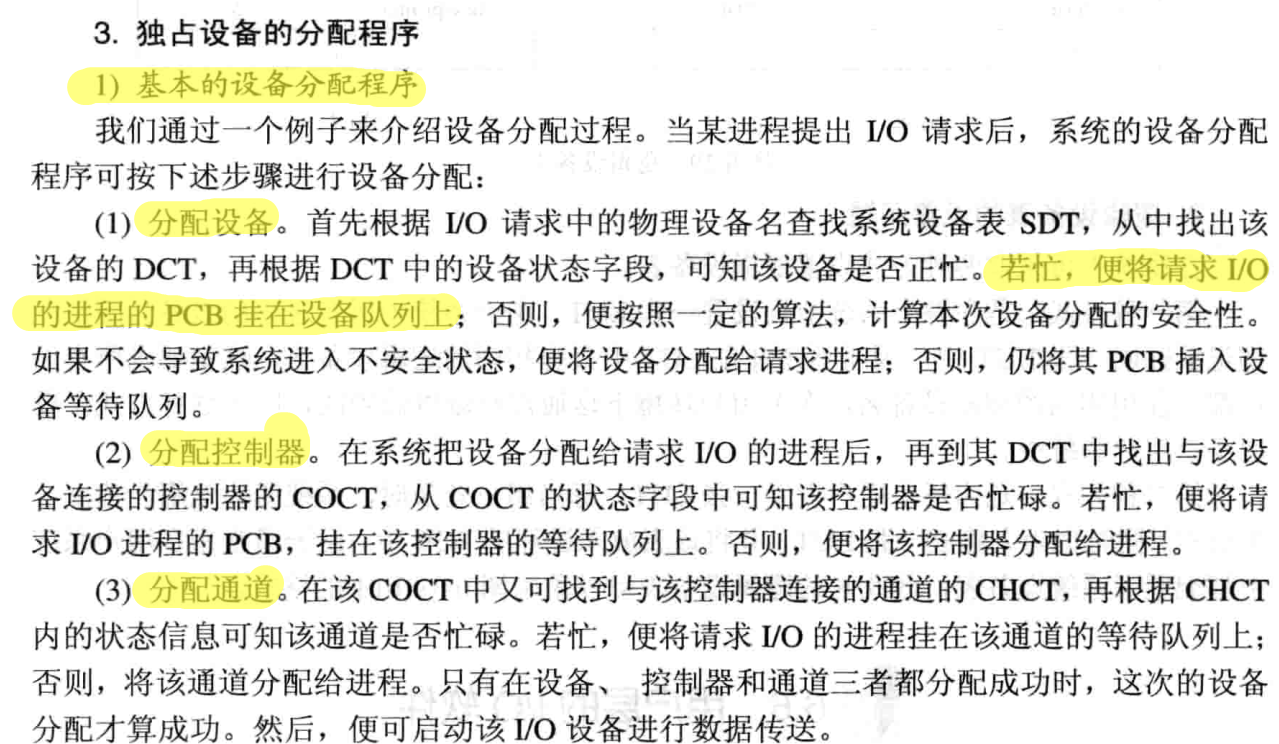 3. 独占设备的分配程序
1) 基本的设备分配程序
我们通过一个例子来介绍设备分配过程。当某进程提出 I/O 请求后，系统的设备分配
程序可按下述步骤进行设备分配：
(1) 分配设备。首先根据 I/O 请求中的物理设备名查找系统设备表 SDT，从中找出该
设备的 DCT，再根据 DCT 中的设备状态字段，可知该设备是否正忙。若忙，便将请求 I/O
的进程的 PCB 挂在设备队列上；否则，便按照一定的算法，计算本次设备分配的安全性。
如果不会导致系统进入不安全状态，便将设备分配给请求进程；否则，仍将其 PCB 插入设
备等待队列。
(2) 分配控制器。在系统把设备分配给请求 I/O 的进程后，再到其 DCT 中找出与该设
备连接的控制器的 COCT，从 COCT 的状态字段中可知该控制器是否忙碌。若忙，便将请
求 I/O 进程的 PCB，挂在该控制器的等待队列上。否则，便将该控制器分配给进程。
(3) 分配通道。在该 COCT 中又可找到与该控制器连接的通道的 CHCT，再根据 CHCT
内的状态信息可知该通道是否忙碌。若忙，便将请求 I/O 的进程挂在该通道的等待队列上；
否则，将该通道分配给进程。只有在设备、 控制器和通道三者都分配成功时，这次的设备
分配才算成功。然后，便可启动该 I/O 设备进行数据传送。